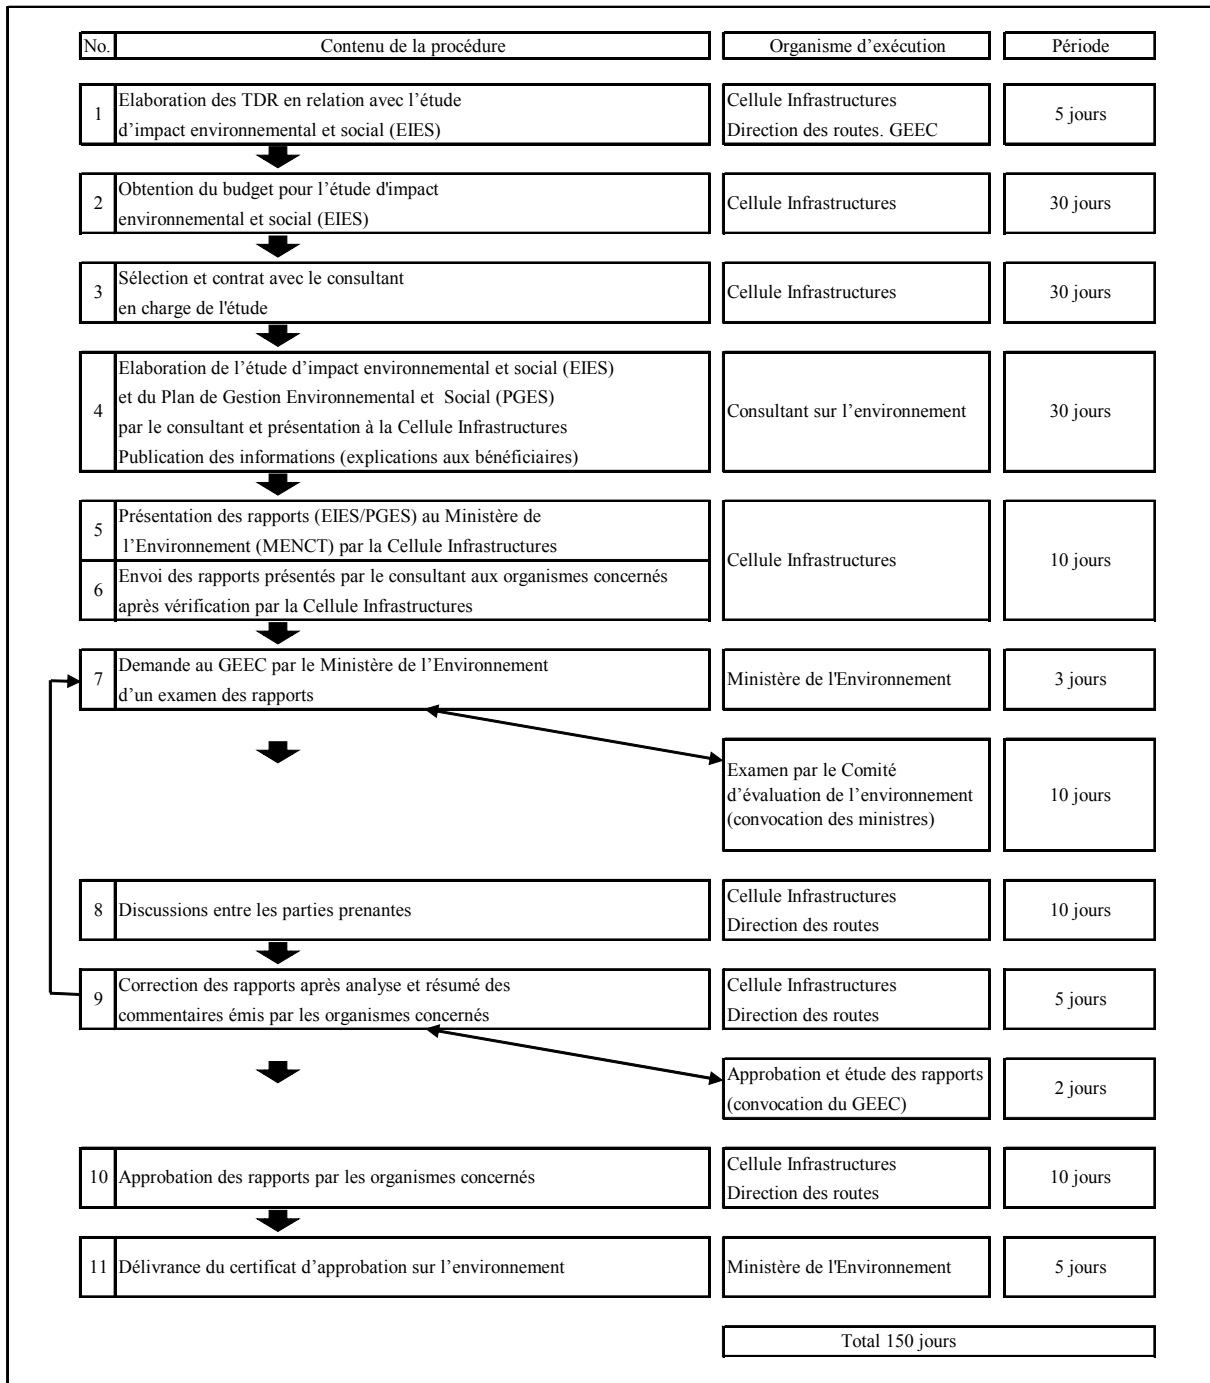 No. Contenu de la procédure Organisme d’exécution Période
1 Elaboration des TDR en relation avec l’étude
d’impact environnemental et social (EIES)
Cellule Infrastructures
Direction des routes. GEEC
5 jours
2 Obtention du budget pour l’étude d'impact
environnemental et social (EIES)
Cellule Infrastructures
30 jours
3 Sélection et contrat avec le consultant
en charge de l'étude
Cellule Infrastructures
30 jours
4 Elaboration de l’étude d’impact environnemental et social (EIES)
et du Plan de Gestion Environnemental et Social (PGES)
par le consultant et présentation à la Cellule Infrastructures
Publication des informations (explications aux bénéficiaires)
Consultant sur l’environnement
30 jours
5 Présentation des rapports (EIES/PGES) au Ministère de
l’Environnement (MENCT) par la Cellule Infrastructures
6 Envoi des rapports présentés par le consultant aux organismes concernés
après vérification par la Cellule Infrastructures
Cellule Infrastructures
10 jours
7 Demande au GEEC par le Ministère de l’Environnement
d’un examen des rapports
Ministère de l'Environnement
3 jours
Examen par le Comité
d’évaluation de l’environnement
(convocation des ministres)
10 jours
8 Discussions entre les parties prenantes
Cellule Infrastructures
Direction des routes
10 jours
9 Correction des rapports après analyse et résumé des
commentaires émis par les organismes concernés
Cellule Infrastructures
Direction des routes
5 jours
Approbation et étude des rapports
(convocation du GEEC)
2 jours
10 Approbation des rapports par les organismes concernés
Cellule Infrastructures
Direction des routes
10 jours
11 Délivrance du certificat d’approbation sur l’environnement
Ministère de l'Environnement
5 jours
Total 150 jours